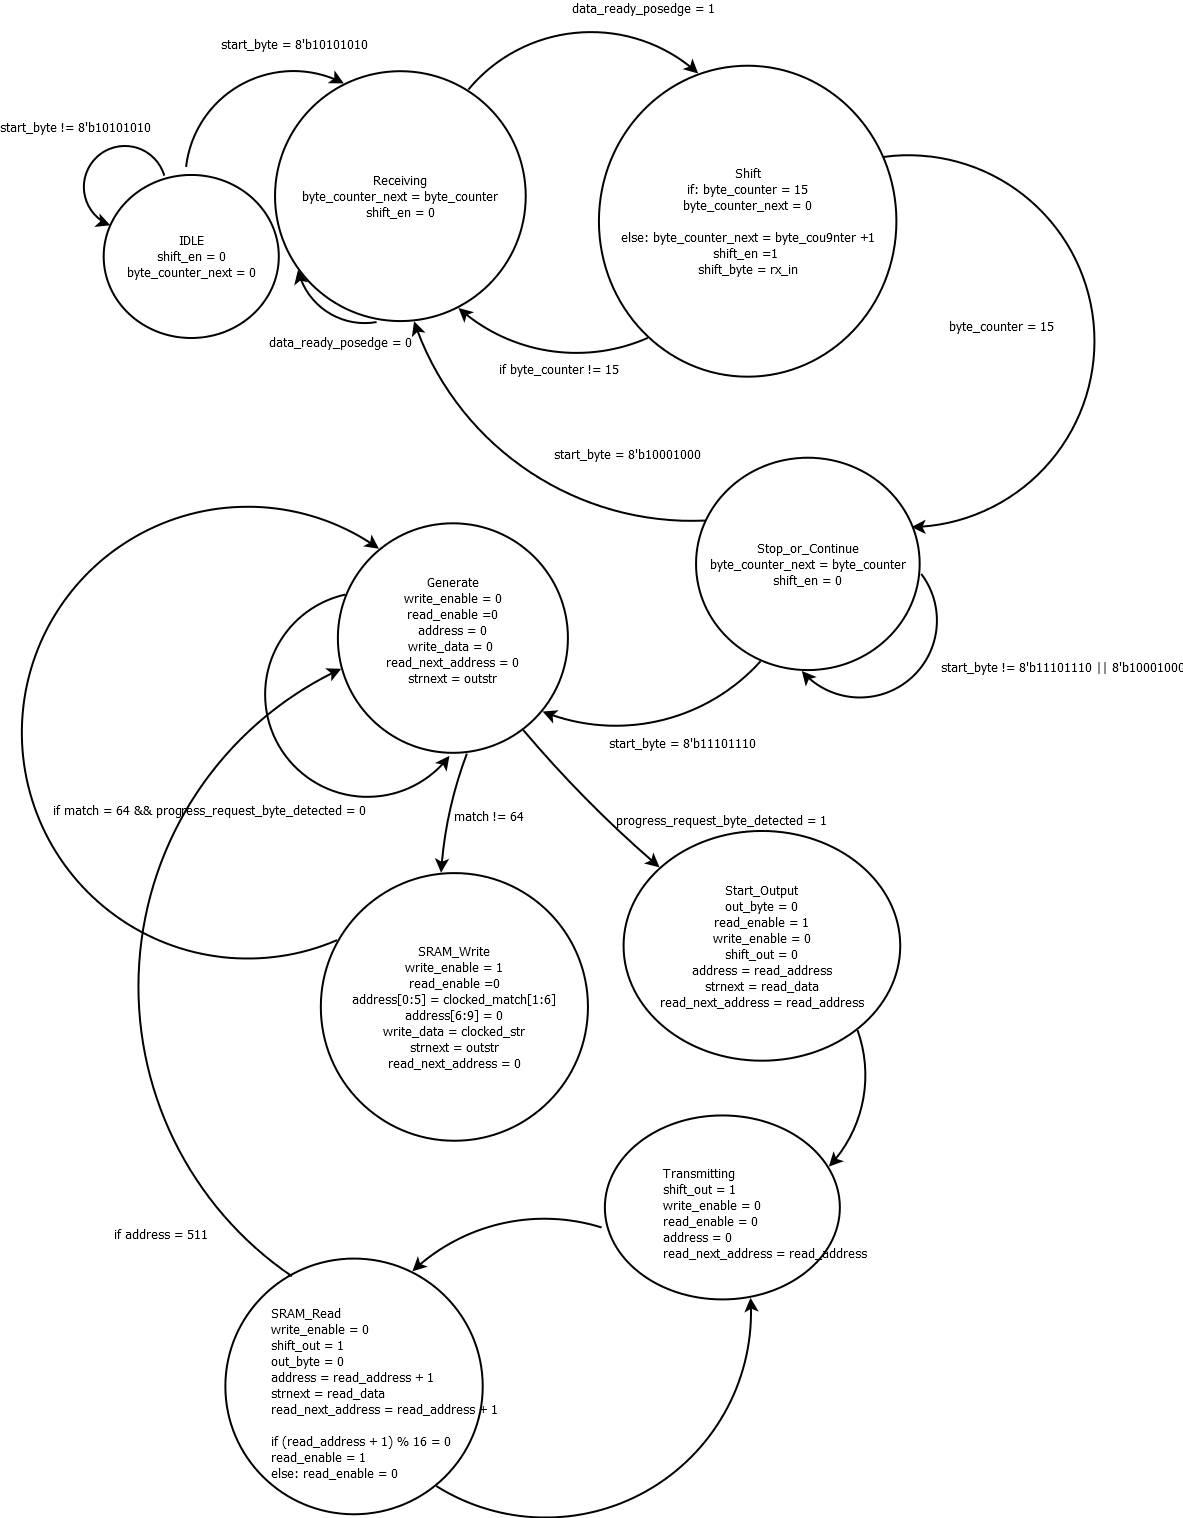 data_ready_posedge = 1
start_byte = 8'b10101010
start_byte != 8'b10101010
IDLE
shift_en = 0
byte_counter_next = 0
Receiving
byte_counter_next = byte_counter
shift_en = 0
Shift
if: byte_counter = 15
byte_counter_next = 0
else: byte_counter_next = byte_cou9nter +1
shift_en =1
shift_byte = rx_in
data_ready_posedge = 0
if byte_counter != 15
byte_counter = 15
start_byte = 8'b10001000
Stop_or_Continue
byte_counter_next = byte_counter
shift_en = 0
start_byte != 8'b11101110 || 8'b10001000
start_byte = 8'b11101110
Generate
write_enable = 0
read_enable =0
address = 0
write_data = 0
read_next_address = 0
strnext = outstr
if match = 64 && progress_request_byte_detected = 0
match != 64
progress_request_byte_detected = 1
Start_Output
out_byte = 0
read_enable = 1
write_enable = 0
shift_out = 0
address = read_address
strnext = read_data
read_next_address = read_address
SRAM_Write
write_enable = 1
read_enable =0
address[0:5] = clocked_match[1:6]
address[6:9] = 0
write_data = clocked_str
strnext = outstr
read_next_address = 0
Transmitting
shift_out = 1
write_enable = 0
read_enable = 0
address = 0
read_next_address = read_address
if address = 511
SRAM_Read
write_enable = 0
shift_out = 1
out_byte = 0
address = read_address + 1
strnext = read_data
read_next_address = read_address + 1
if (read_address + 1) % 16 = 0
read_enable = 1
else: read_enable = 0